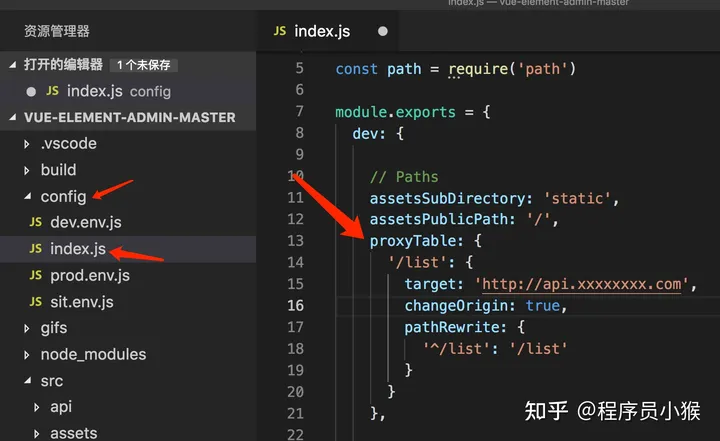 index.js — vue-element-admin-master
资源管理器
打开的编辑器 1个未保存
JS index.js config
VUE-ELEMENT-ADMIN-MASTER
.vscode
build
config
JS dev.env.js
JS index.js
JS prod.env.js
JS sit.env.js
gifs
node_modules
src
api
assets
JS index.js
5 const path = require('path')
6
7 module.exports = {
8 dev: {
9
10 // Paths
11 assetsSubDirectory: 'static',
12 assetsPublicPath: '/',
13 proxyTable: {
14 '/list': {
15 target: 'http://api.xxxxxxxx.com',
16 changeOrigin: true,
17 pathRewrite: {
18 '^/list': '/list'
19 }
20 }
21 },
22
知乎 @程序员小猴